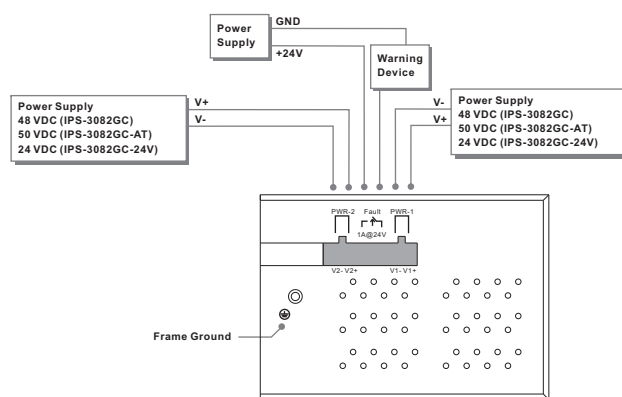 Power
Supply
GND
+24V
Warning
Device
Power Supply
48 VDC (IPS-3082GC)
50 VDC (IPS-3082GC-AT)
24 VDC (IPS-3082GC-24V)
V+
V-
V-
V+
Power Supply
48 VDC (IPS-3082GC)
50 VDC (IPS-3082GC-AT)
24 VDC (IPS-3082GC-24V)
PWR-2 Fault PWR-1
1A@24V
V2- V2+ V1- V1+
Frame Ground